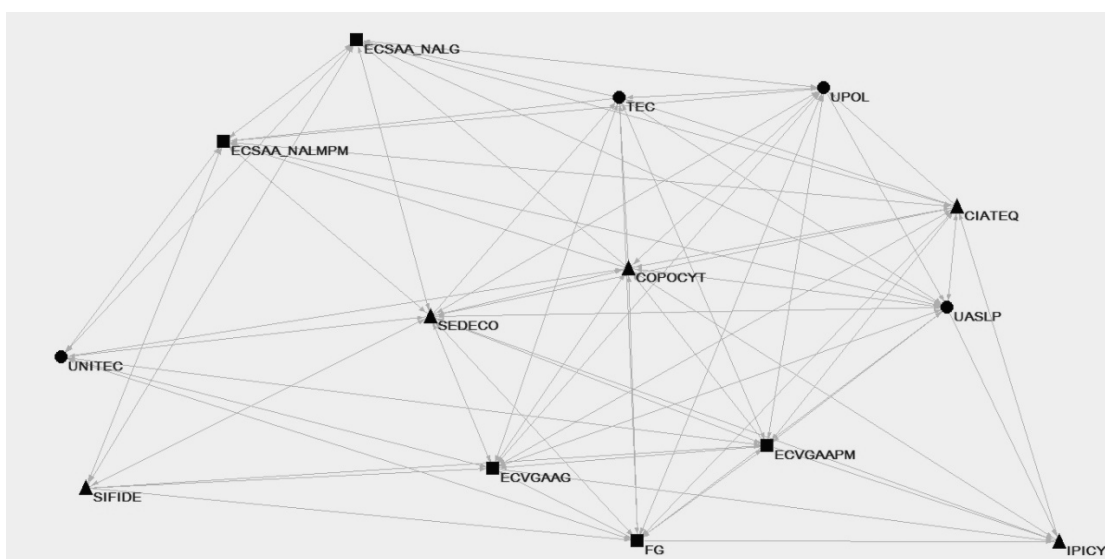 ECSAA_NALG
UPOL
TEC
ECSAA_NALMPM
CIATEQ
COPOCYT
UASLP
SEDECO
UNITEC
ECVGAAPM
ECVGAAG
SIFIDE
FG
IPICY